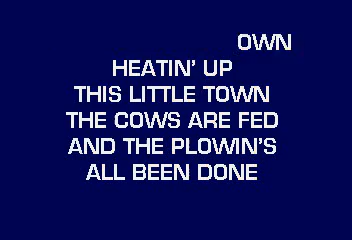 OWN
HEATIN' UP
THIS LITTLE TOWN
THE COWS ARE FED
AND THE PLOWIN'S
ALL BEEN DONE